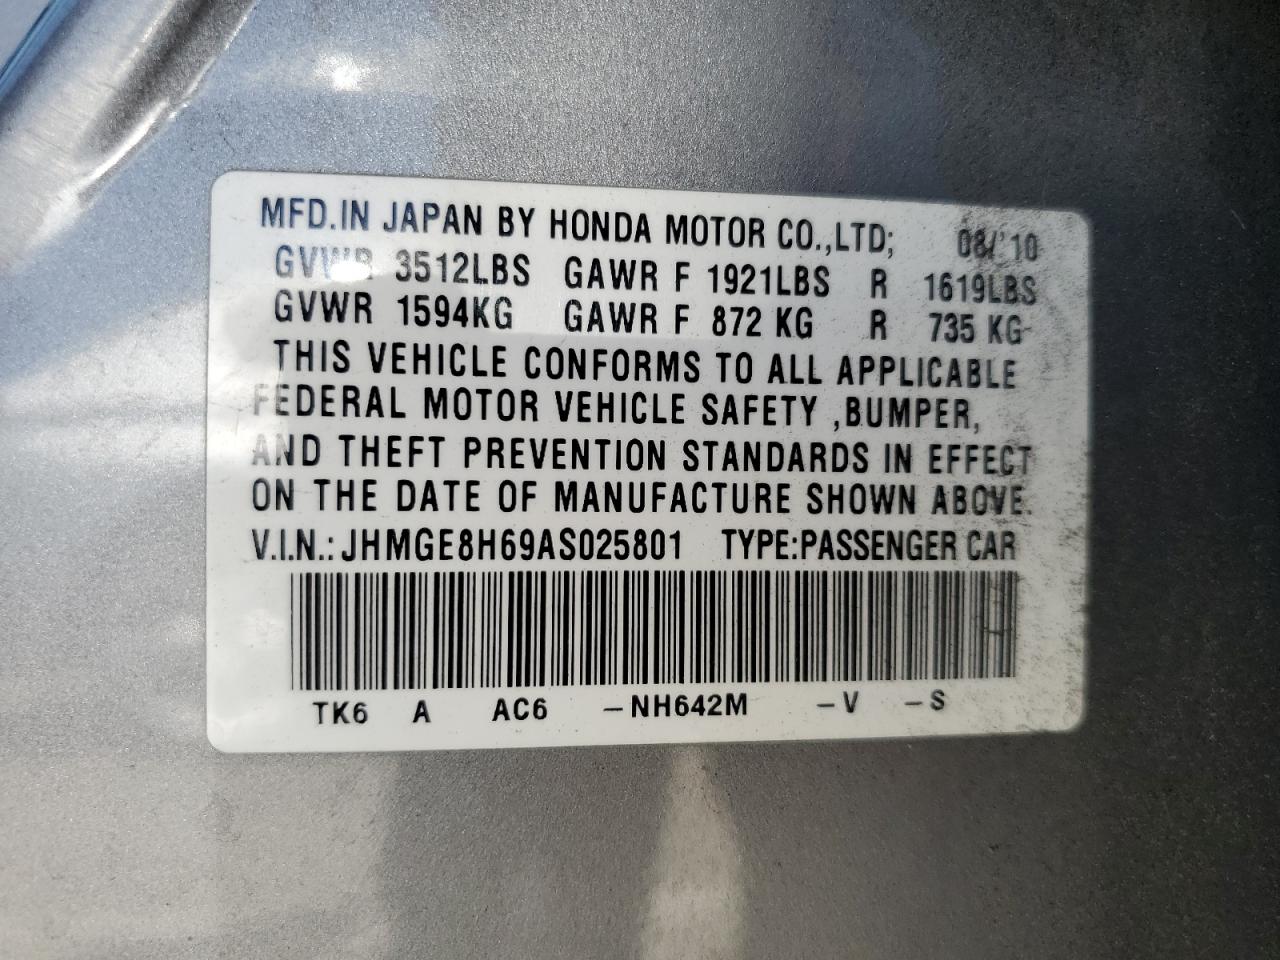 MFD.IN JAPAN BY HONDA MOTOR CO.,LTD; 08/'10
GVWR 3512LBS GAWR F 1921LBS R 1619LBS
GVWR 1594KG GAWR F 872 KG R 735 KG
THIS VEHICLE CONFORMS TO ALL APPLICABLE
FEDERAL MOTOR VEHICLE SAFETY ,BUMPER,
AND THEFT PREVENTION STANDARDS IN EFFECT
ON THE DATE OF MANUFACTURE SHOWN ABOVE.
V.I.N.: JHMGE8H69AS025801 TYPE:PASSENGER CAR
TK6 A AC6 –NH642M –V –S